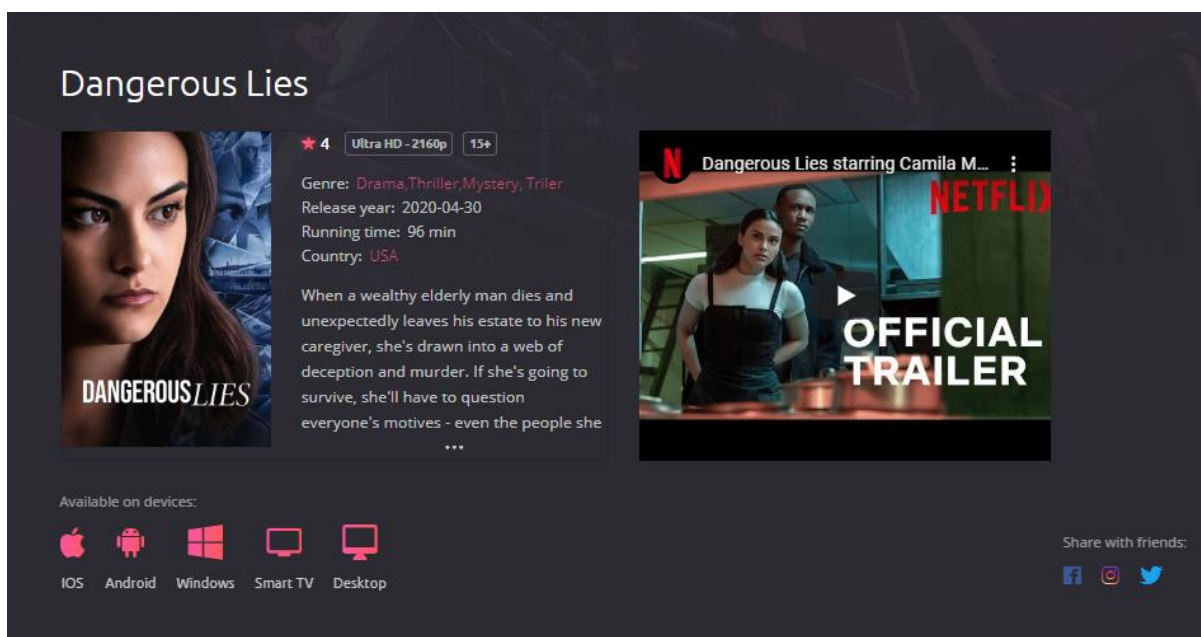 Dangerous Lies
DANGEROUS LIES
4 Ultra HD - 2160p 15+
Genre: Drama,Thriller,Mystery, Triler
Release year: 2020-04-30
Running time: 96 min
Country: USA
When a wealthy elderly man dies and
unexpectedly leaves his estate to his new
caregiver, she's drawn into a web of
deception and murder. If she's going to
survive, she'll have to question
everyone's motives - even the people she
...
N Dangerous Lies starring Camila M...
NETFLIX
OFFICIAL
TRAILER
Available on devices:
IOS Android Windows Smart TV Desktop
Share with friends: